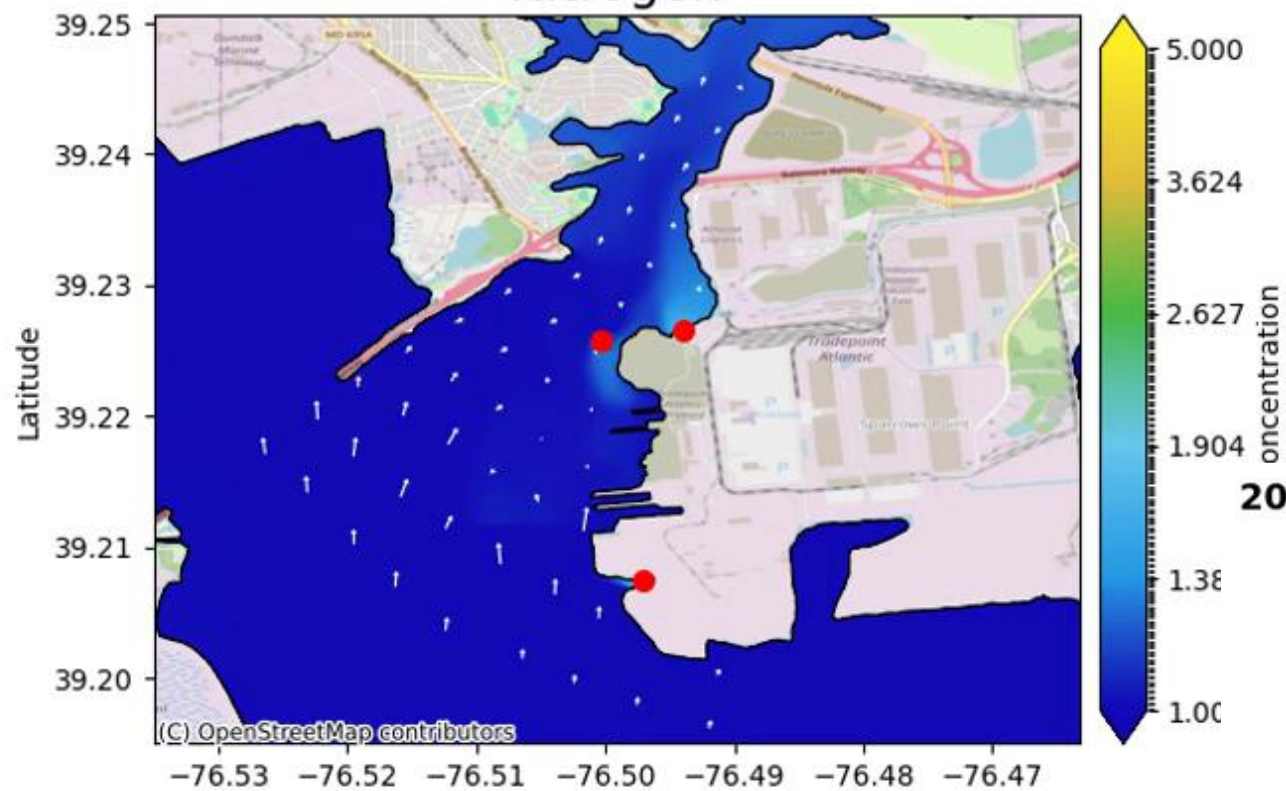 39.25
39.24
39.23
39.22
39.21
39.20
Latitude
−76.53
−76.52
−76.51
−76.50
−76.49
−76.48
−76.47
MD 695A
Tradepoint
Atlantic
Sparrows Point
P
P
P
P
(C) OpenStreetMap contributors
5.000
3.624
2.627
1.904
1.38
1.00
oncentration
20